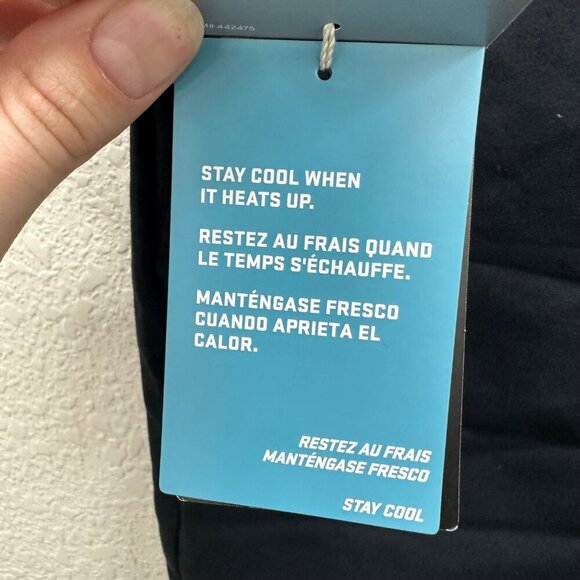 442475
STAY COOL WHEN
IT HEATS UP.
RESTEZ AU FRAIS QUAND
LE TEMPS S'ÉCHAUFFE.
MANTÉNGASE FRESCO
CUANDO APRIETA EL
CALOR.
RESTEZ AU FRAIS
MANTÉNGASE FRESCO
STAY COOL